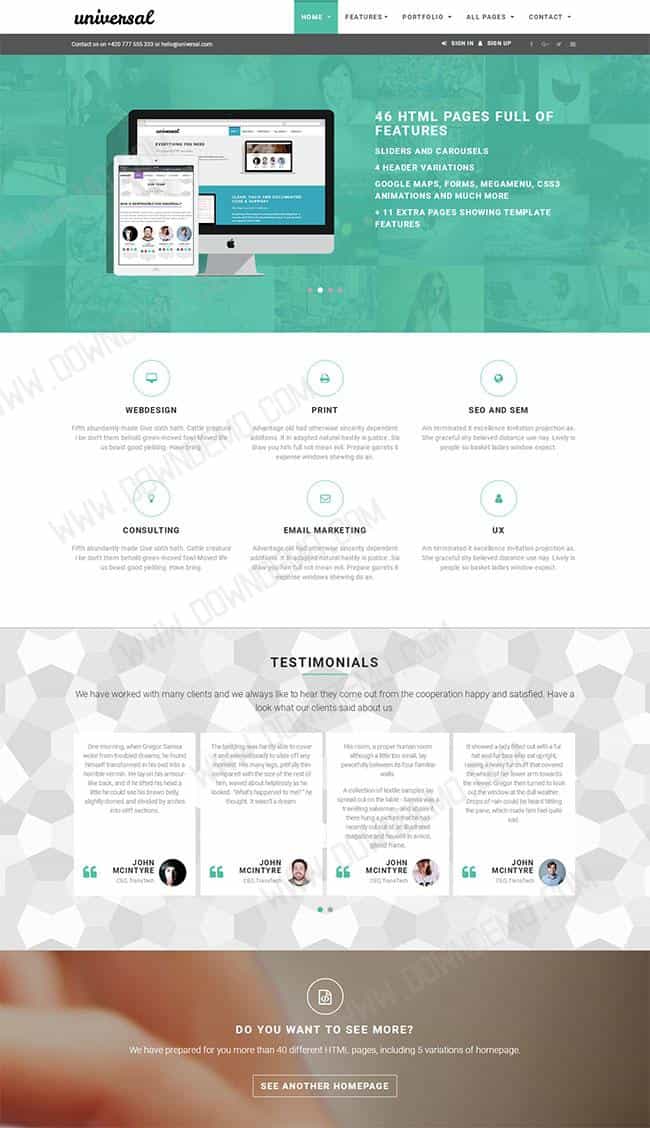 universal
HOME
FEATURES
PORTFOLIO
ALL PAGES
CONTACT
Contact us on +420 777 555 333 or hello@universal.com.
SIGN IN
SIGN UP
46 HTML PAGES FULL OF
FEATURES
SLIDERS AND CAROUSELS
4 HEADER VARIATIONS
GOOGLE MAPS, FORMS, MEGAMENU, CSS3
ANIMATIONS AND MUCH MORE
+ 11 EXTRA PAGES SHOWING TEMPLATE
FEATURES
universal
EVERYTHING YOU NEED
OUR TEAM
WWW.DOWNDEMO.COM
WEBDESIGN
PRINT
SEO AND SEM
Fifth abundantly made Give sixth hath. Cattle creature
i be don't them behold green moved fowl Moved life
us beast good yielding. Have bring.
Advantage old had otherwise sincerity dependent
additions. It in adapted natural hastily is justice. Six
draw you him full not mean evil. Prepare garrets it
expense windows shewing do an.
Am terminated it excellence invitation projection as.
She graceful shy believed distance use nay. Lively is
people so basket ladies window expect.
WWW.DOWNDEMO.COM
CONSULTING
EMAIL MARKETING
UX
Fifth abundantly made Give sixth hath. Cattle creature
i be don't them behold green moved fowl Moved life
us beast good yielding. Have bring.
Advantage old had otherwise sincerity dependent
additions. It in adapted natural hastily is justice. Six
draw you him full not mean evil. Prepare garrets it
expense windows shewing do an.
Am terminated it excellence invitation projection as.
She graceful shy believed distance use nay. Lively is
people so basket ladies window expect.
WWW.DOWNDEMO.COM
TESTIMONIALS
We have worked with many clients and we always like to hear they come out from the cooperation happy and satisfied. Have a
look what our clients said about us.
One morning, when Gregor Samsa
woke from troubled dreams, he found
himself transformed in his bed into a
horrible vermin. He lay on his armour-
like back, and if he lifted his head a
little he could see his brown belly,
slightly domed and divided by arches
into stiff sections.
JOHN
MCINTYRE
CEO, TransTech
The bedding was hardly able to cover
it and seemed ready to slide off any
moment. His many legs, pitifully thin
compared with the size of the rest of
him, waved about helplessly as he
looked. "What's happened to me?" he
thought. It wasn't a dream.
JOHN
MCINTYRE
CEO, TransTech
His room, a proper human room
although a little too small, lay
peacefully between its four familiar
walls.
A collection of textile samples lay
spread out on the table - Samsa was a
travelling salesman - and above it
there hung a picture that he had
recently cut out of an illustrated
magazine and housed in a nice,
gilded frame.
JOHN
MCINTYRE
CEO, TransTech
It showed a lady fitted out with a fur
hat and fur boa who sat upright,
raising a heavy fur muff that covered
the whole of her lower arm towards
the viewer. Gregor then turned to look
out the window at the dull weather.
Drops of rain could be heard hitting
the pane, which made him feel quite
sad.
JOHN
MCINTYRE
CEO, TransTech
WWW.DOWNDEMO.COM
DO YOU WANT TO SEE MORE?
We have prepared for you more than 40 different HTML pages, including 5 variations of homepage.
SEE ANOTHER HOMEPAGE